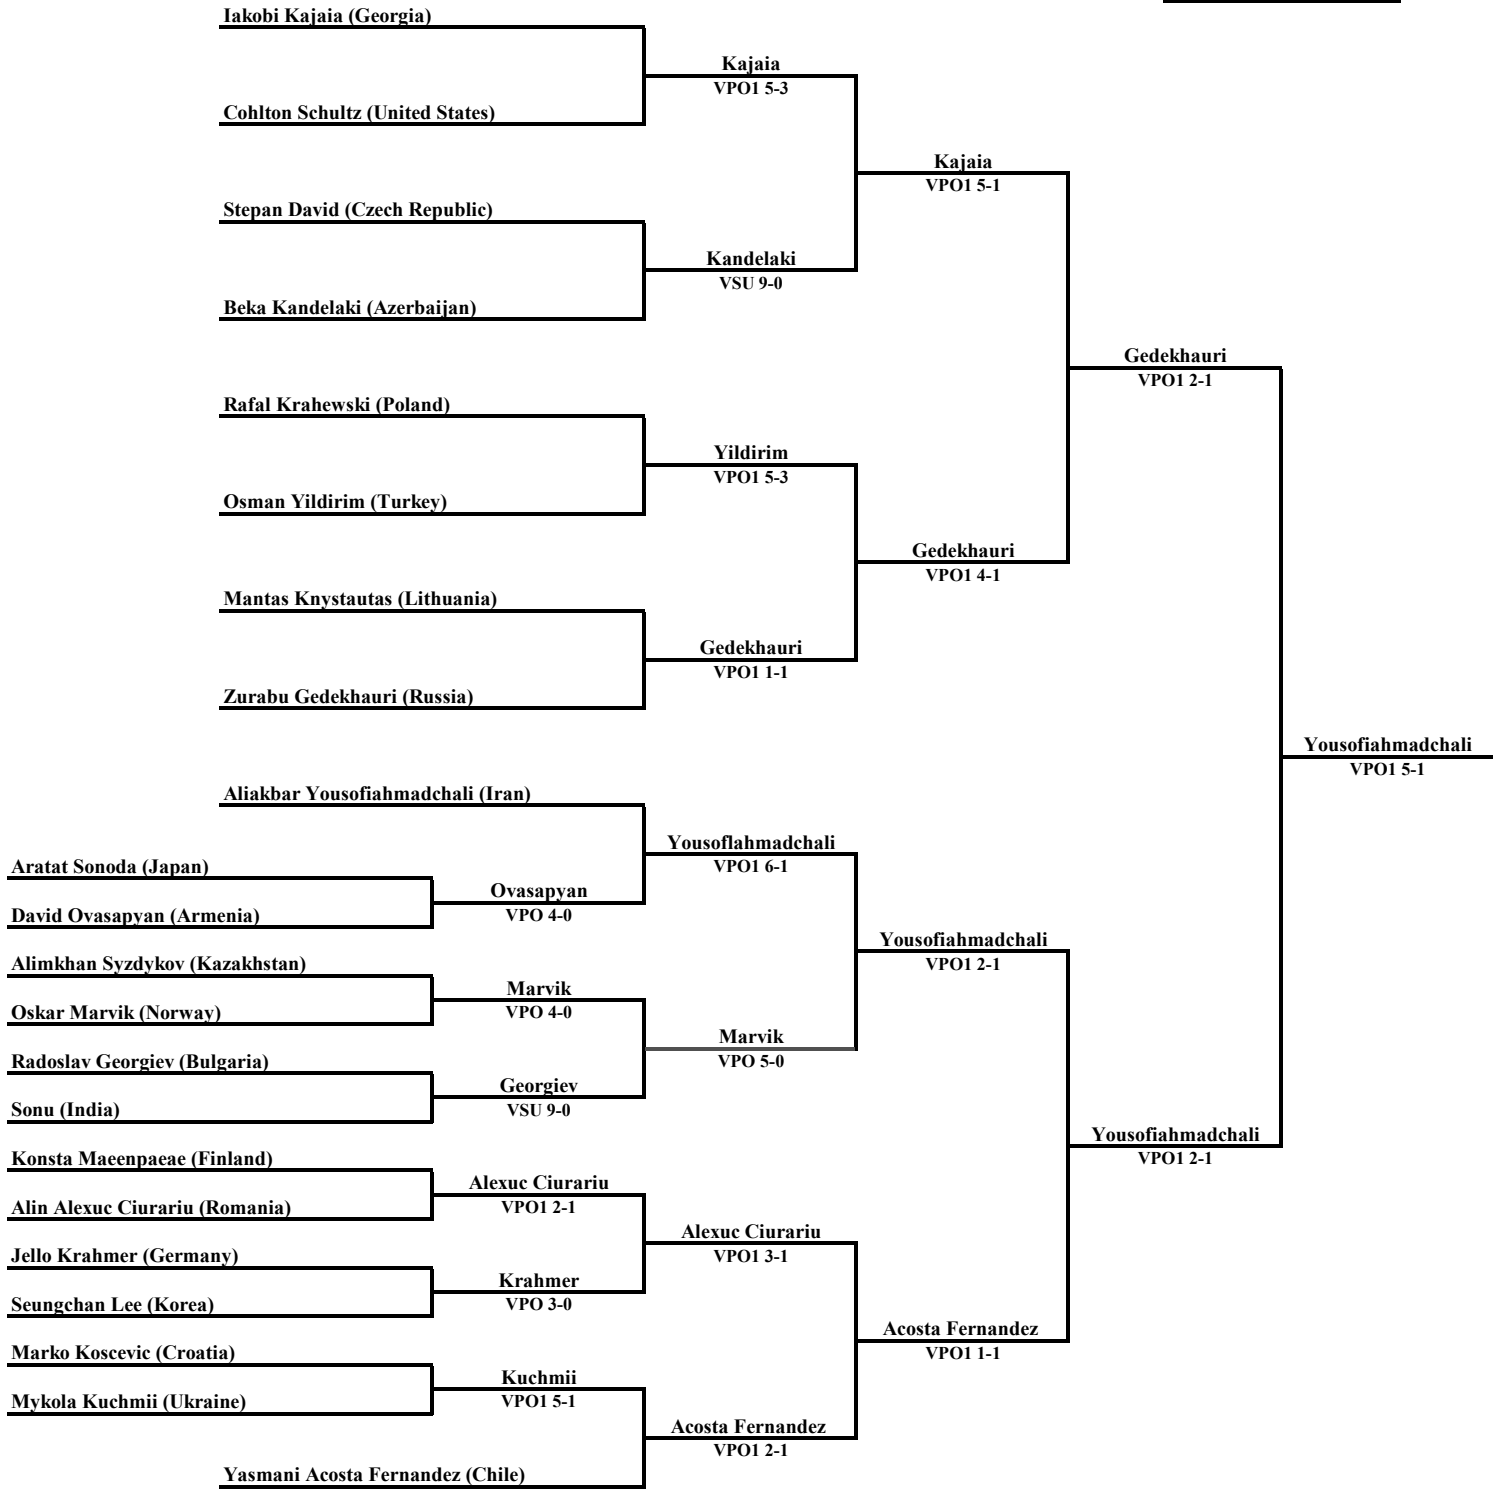 Iakobi Kajaia (Georgia)
Kajaia
VPO1 5-3
Cohlton Schultz (United States)
Kajaia
VPO1 5-1
Stepan David (Czech Republic)
Kandelaki
VSU 9-0
Beka Kandelaki (Azerbaijan)
Gedekhauri
VPO1 2-1
Rafal Krahewski (Poland)
Yildirim
VPO1 5-3
Osman Yildirim (Turkey)
Gedekhauri
VPO1 4-1
Mantas Knystautas (Lithuania)
Gedekhauri
VPO1 1-1
Zurabu Gedekhauri (Russia)
Yousofiahmadchali
VPO1 5-1
Aliakbar Yousofiahmadchali (Iran)
Yousoflahmadchali
VPO1 6-1
Aratat Sonoda (Japan)
Ovasapyan
VPO 4-0
David Ovasapyan (Armenia)
Yousofiahmadchali
VPO1 2-1
Alimkhan Syzdykov (Kazakhstan)
Marvik
VPO 4-0
Oskar Marvik (Norway)
Marvik
VPO 5-0
Radoslav Georgiev (Bulgaria)
Georgiev
VSU 9-0
Sonu (India)
Yousofiahmadchali
VPO1 2-1
Konsta Maeenpaeae (Finland)
Alexuc Ciurariu
VPO1 2-1
Alin Alexuc Ciurariu (Romania)
Alexuc Ciurariu
VPO1 3-1
Jello Krahmer (Germany)
Krahmer
VPO 3-0
Seungchan Lee (Korea)
Acosta Fernandez
VPO1 1-1
Marko Koscevic (Croatia)
Kuchmii
VPO1 5-1
Mykola Kuchmii (Ukraine)
Acosta Fernandez
VPO1 2-1
Yasmani Acosta Fernandez (Chile)